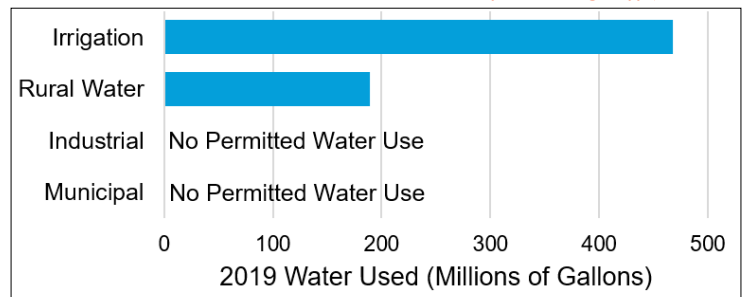 Irrigation
Rural Water
Industrial No Permitted Water Use
Municipal No Permitted Water Use
0 100 200 300 400 500
2019 Water Used (Millions of Gallons)